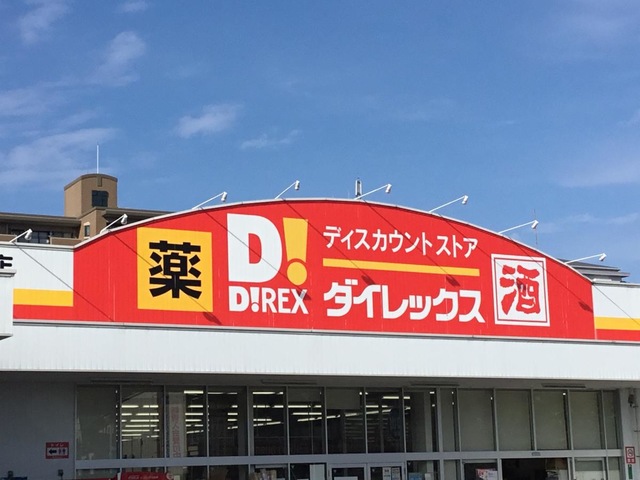 薬
D!
D!REX
ディスカウント ストア
ダイレックス
酒